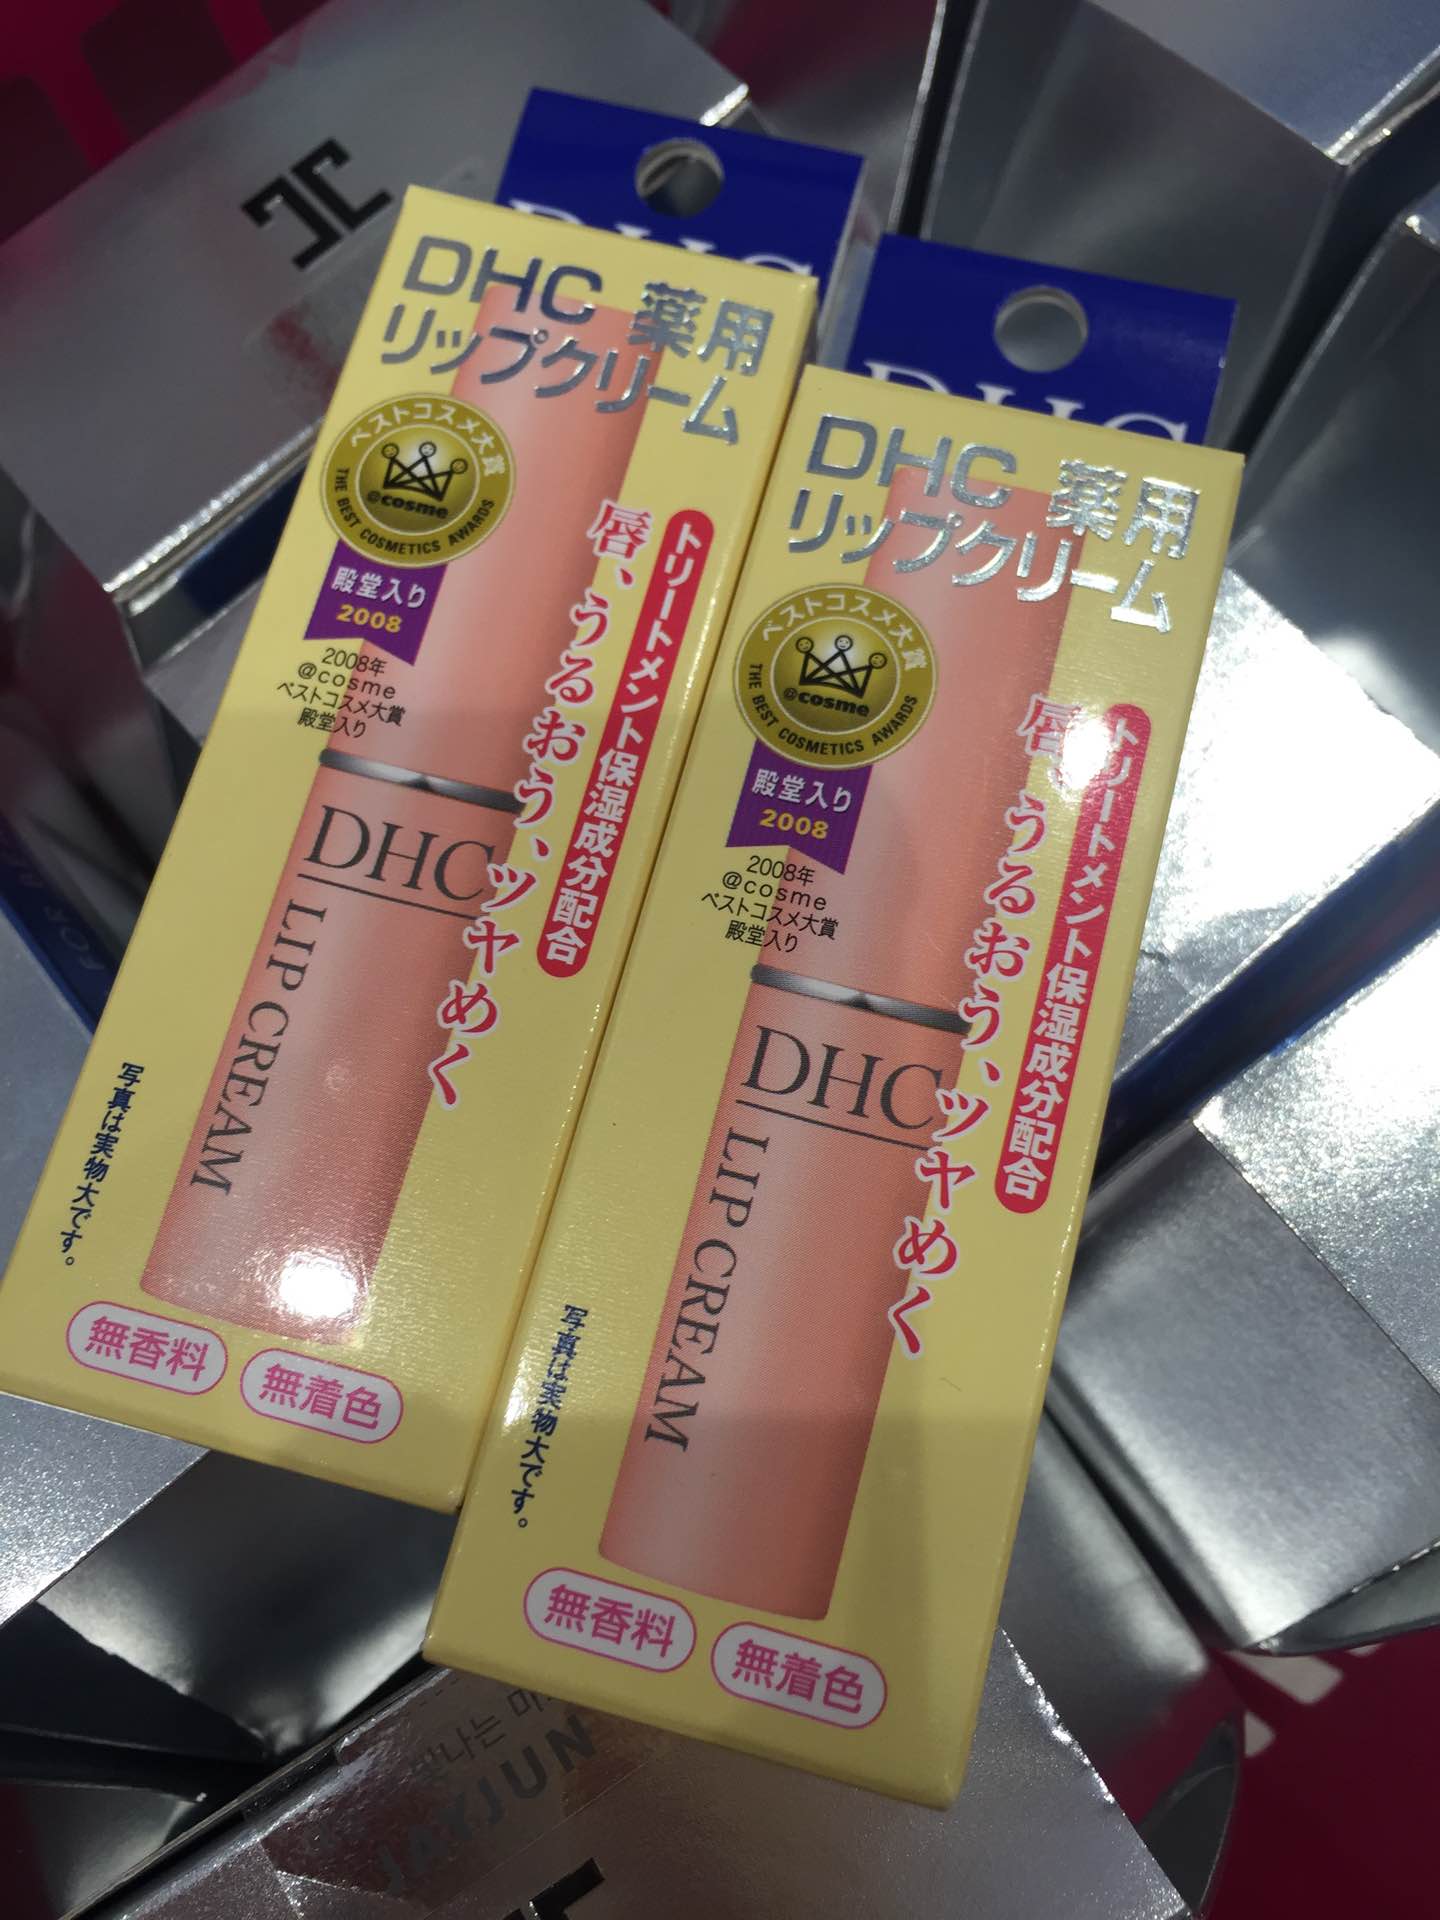 DHC
DHC 薬用
リップクリーム
ベストコスメ大賞
@cosme
THE BEST COSMETICS AWARDS
殿堂入り
2008
2008年
@cosme
ベストコスメ大賞
殿堂入り
トリートメント保湿成分配合
唇、うるおう、ツヤめく
DHC
LIP CREAM
写真は実物大です。
無香料
無着色
DHC
DHC 薬用
リップクリーム
ベストコスメ大賞
@cosme
THE BEST COSMETICS AWARDS
殿堂入り
2008
2008年
@cosme
ベストコスメ大賞
殿堂入り
トリートメント保湿成分配合
唇、うるおう、ツヤめく
DHC
LIP CREAM
写真は実物大です。
無香料
無着色
FOR
빛나는
JAYJUN